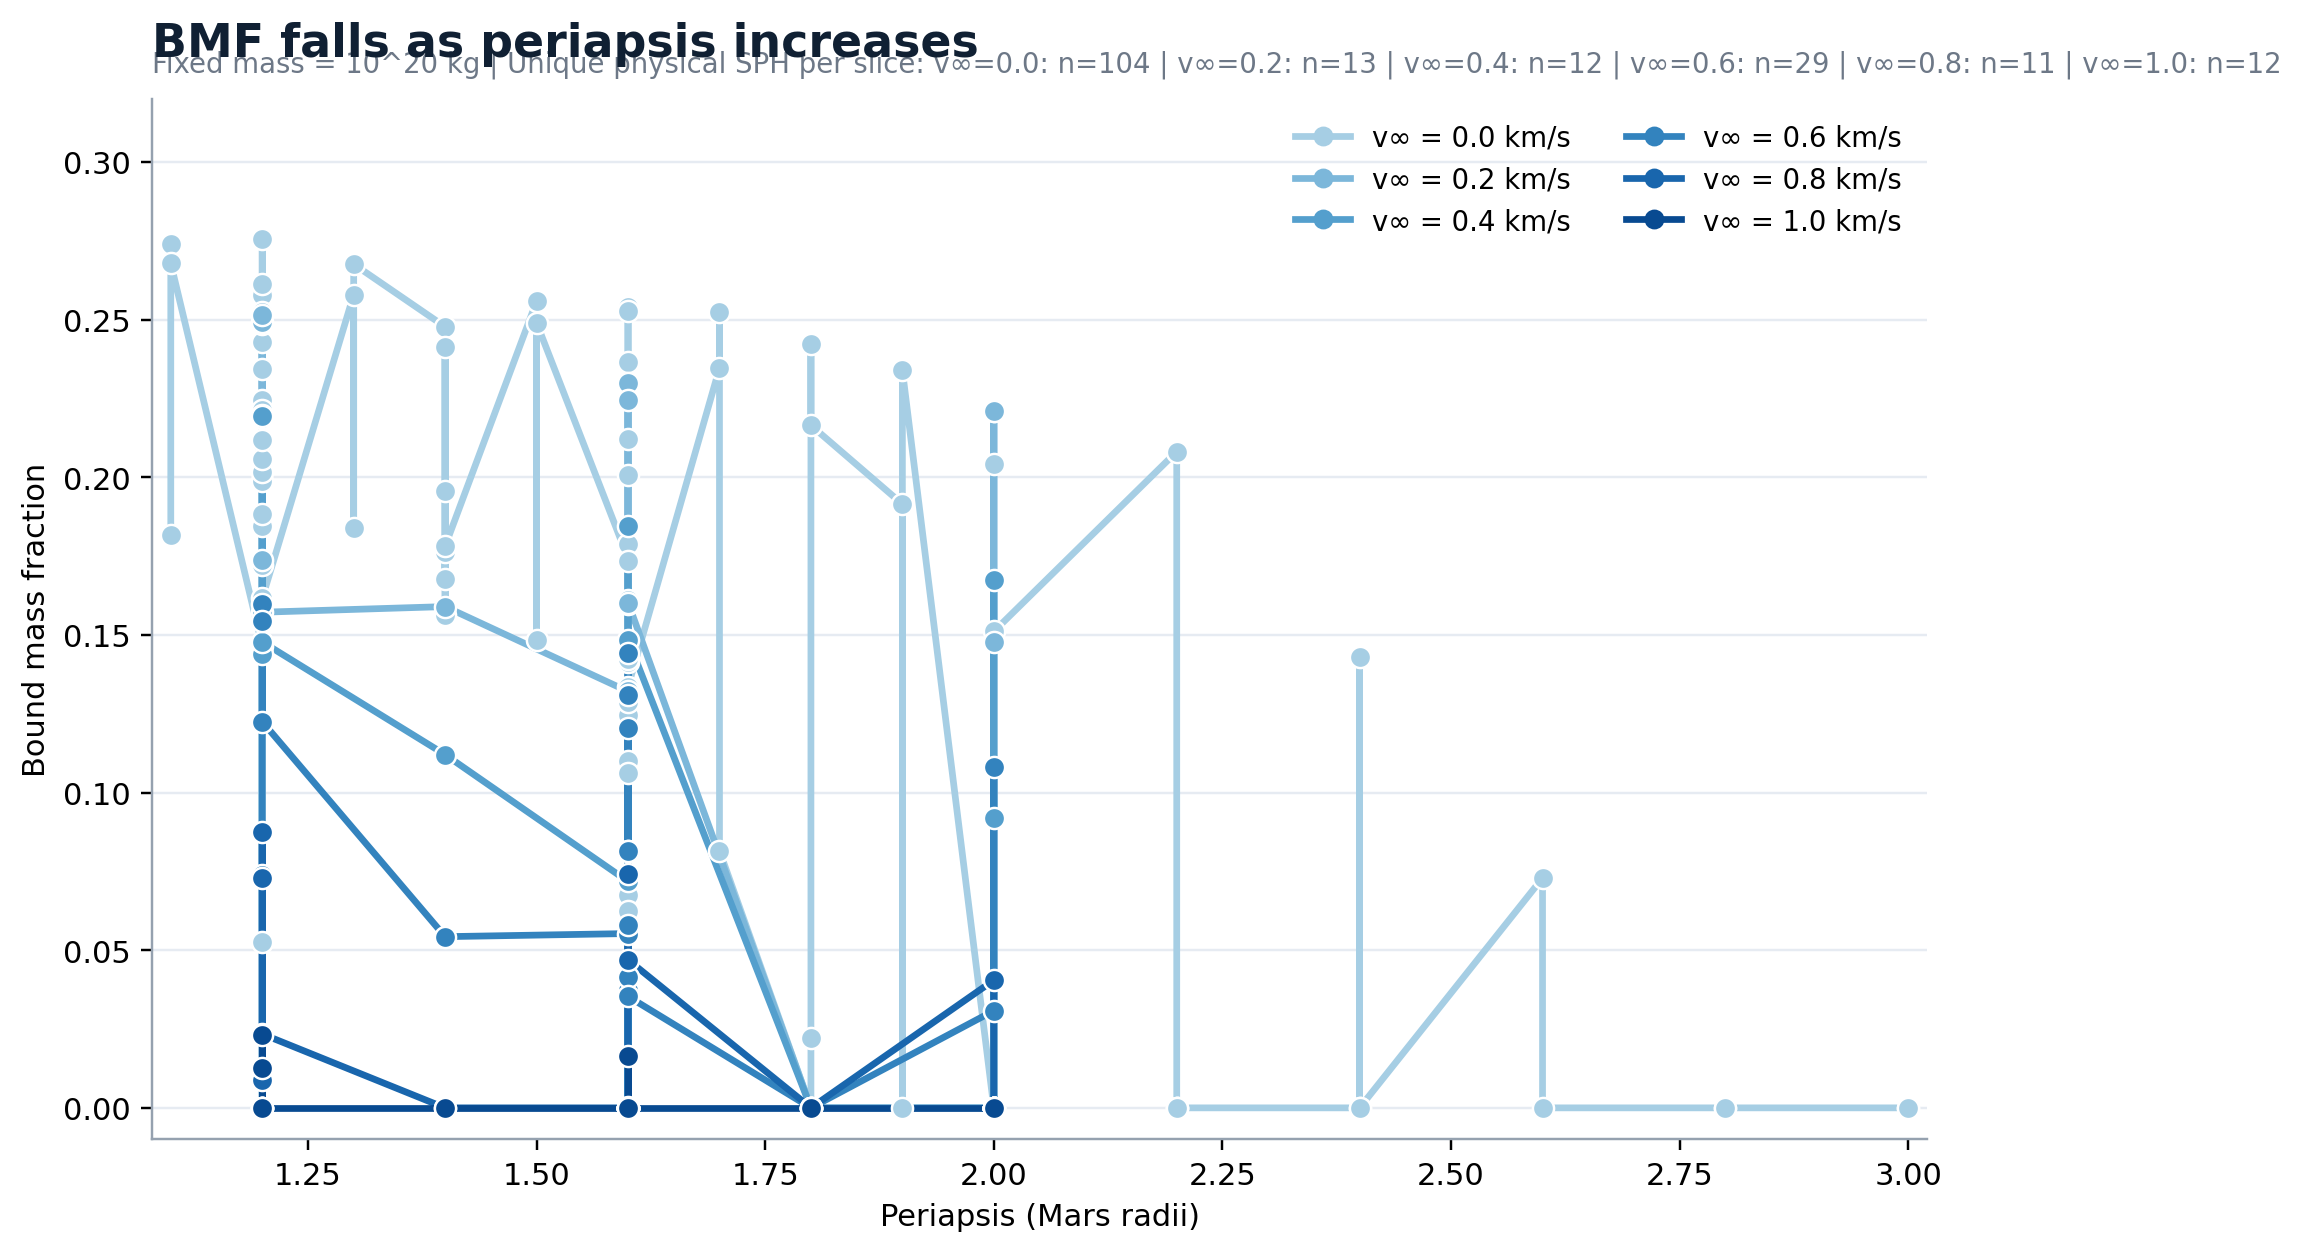 BMF falls as periapsis increases
Fixed mass = 10^20 kg | Unique physical SPH per slice: v∞=0.0: n=104 | v∞=0.2: n=13 | v∞=0.4: n=12 | v∞=0.6: n=29 | v∞=0.8: n=11 | v∞=1.0: n=12
v∞ = 0.0 km/s
v∞ = 0.2 km/s
v∞ = 0.4 km/s
v∞ = 0.6 km/s
v∞ = 0.8 km/s
v∞ = 1.0 km/s
Bound mass fraction
0.30
0.25
0.20
0.15
0.10
0.05
0.00
1.25 1.50 1.75 2.00 2.25 2.50 2.75 3.00
Periapsis (Mars radii)